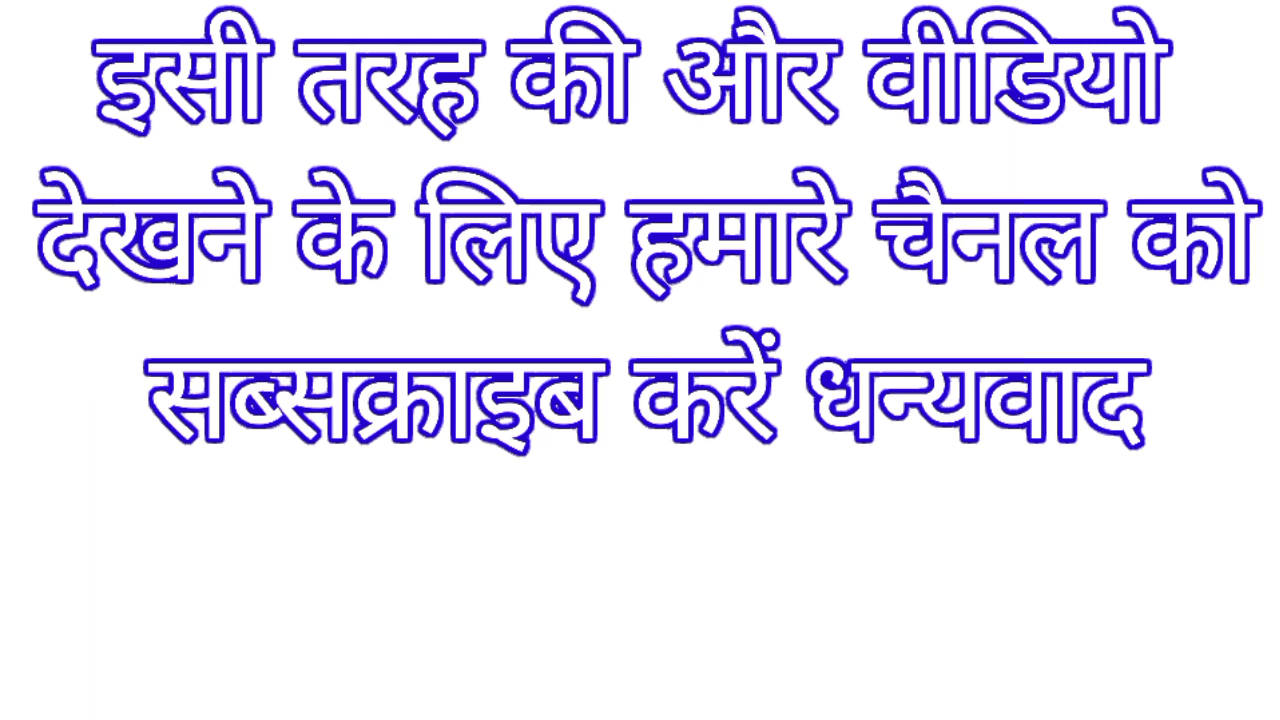 इसी तरह की और वीडियो
देखने के लिए हमारे चैनल को
सब्सक्राइब करें धन्यवाद